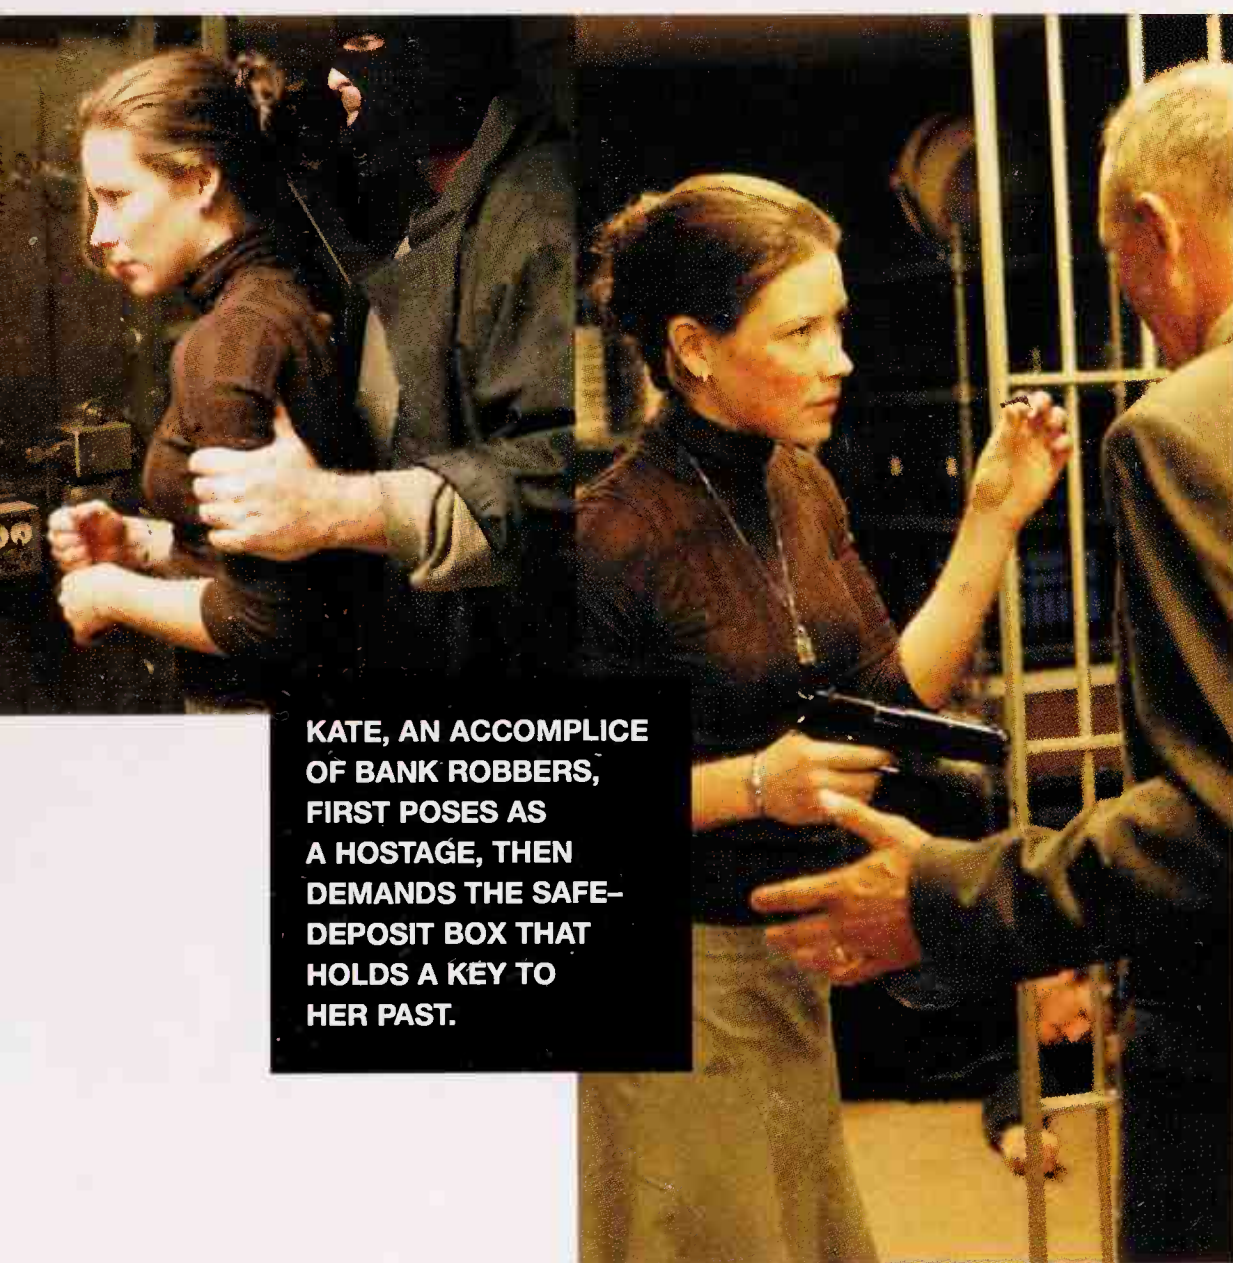 KATE, AN ACCOMPLICE
OF BANK ROBBERS,
FIRST POSES AS
A HOSTAGE, THEN
DEMANDS THE SAFE–
DEPOSIT BOX THAT
HOLDS A KEY TO
HER PAST.